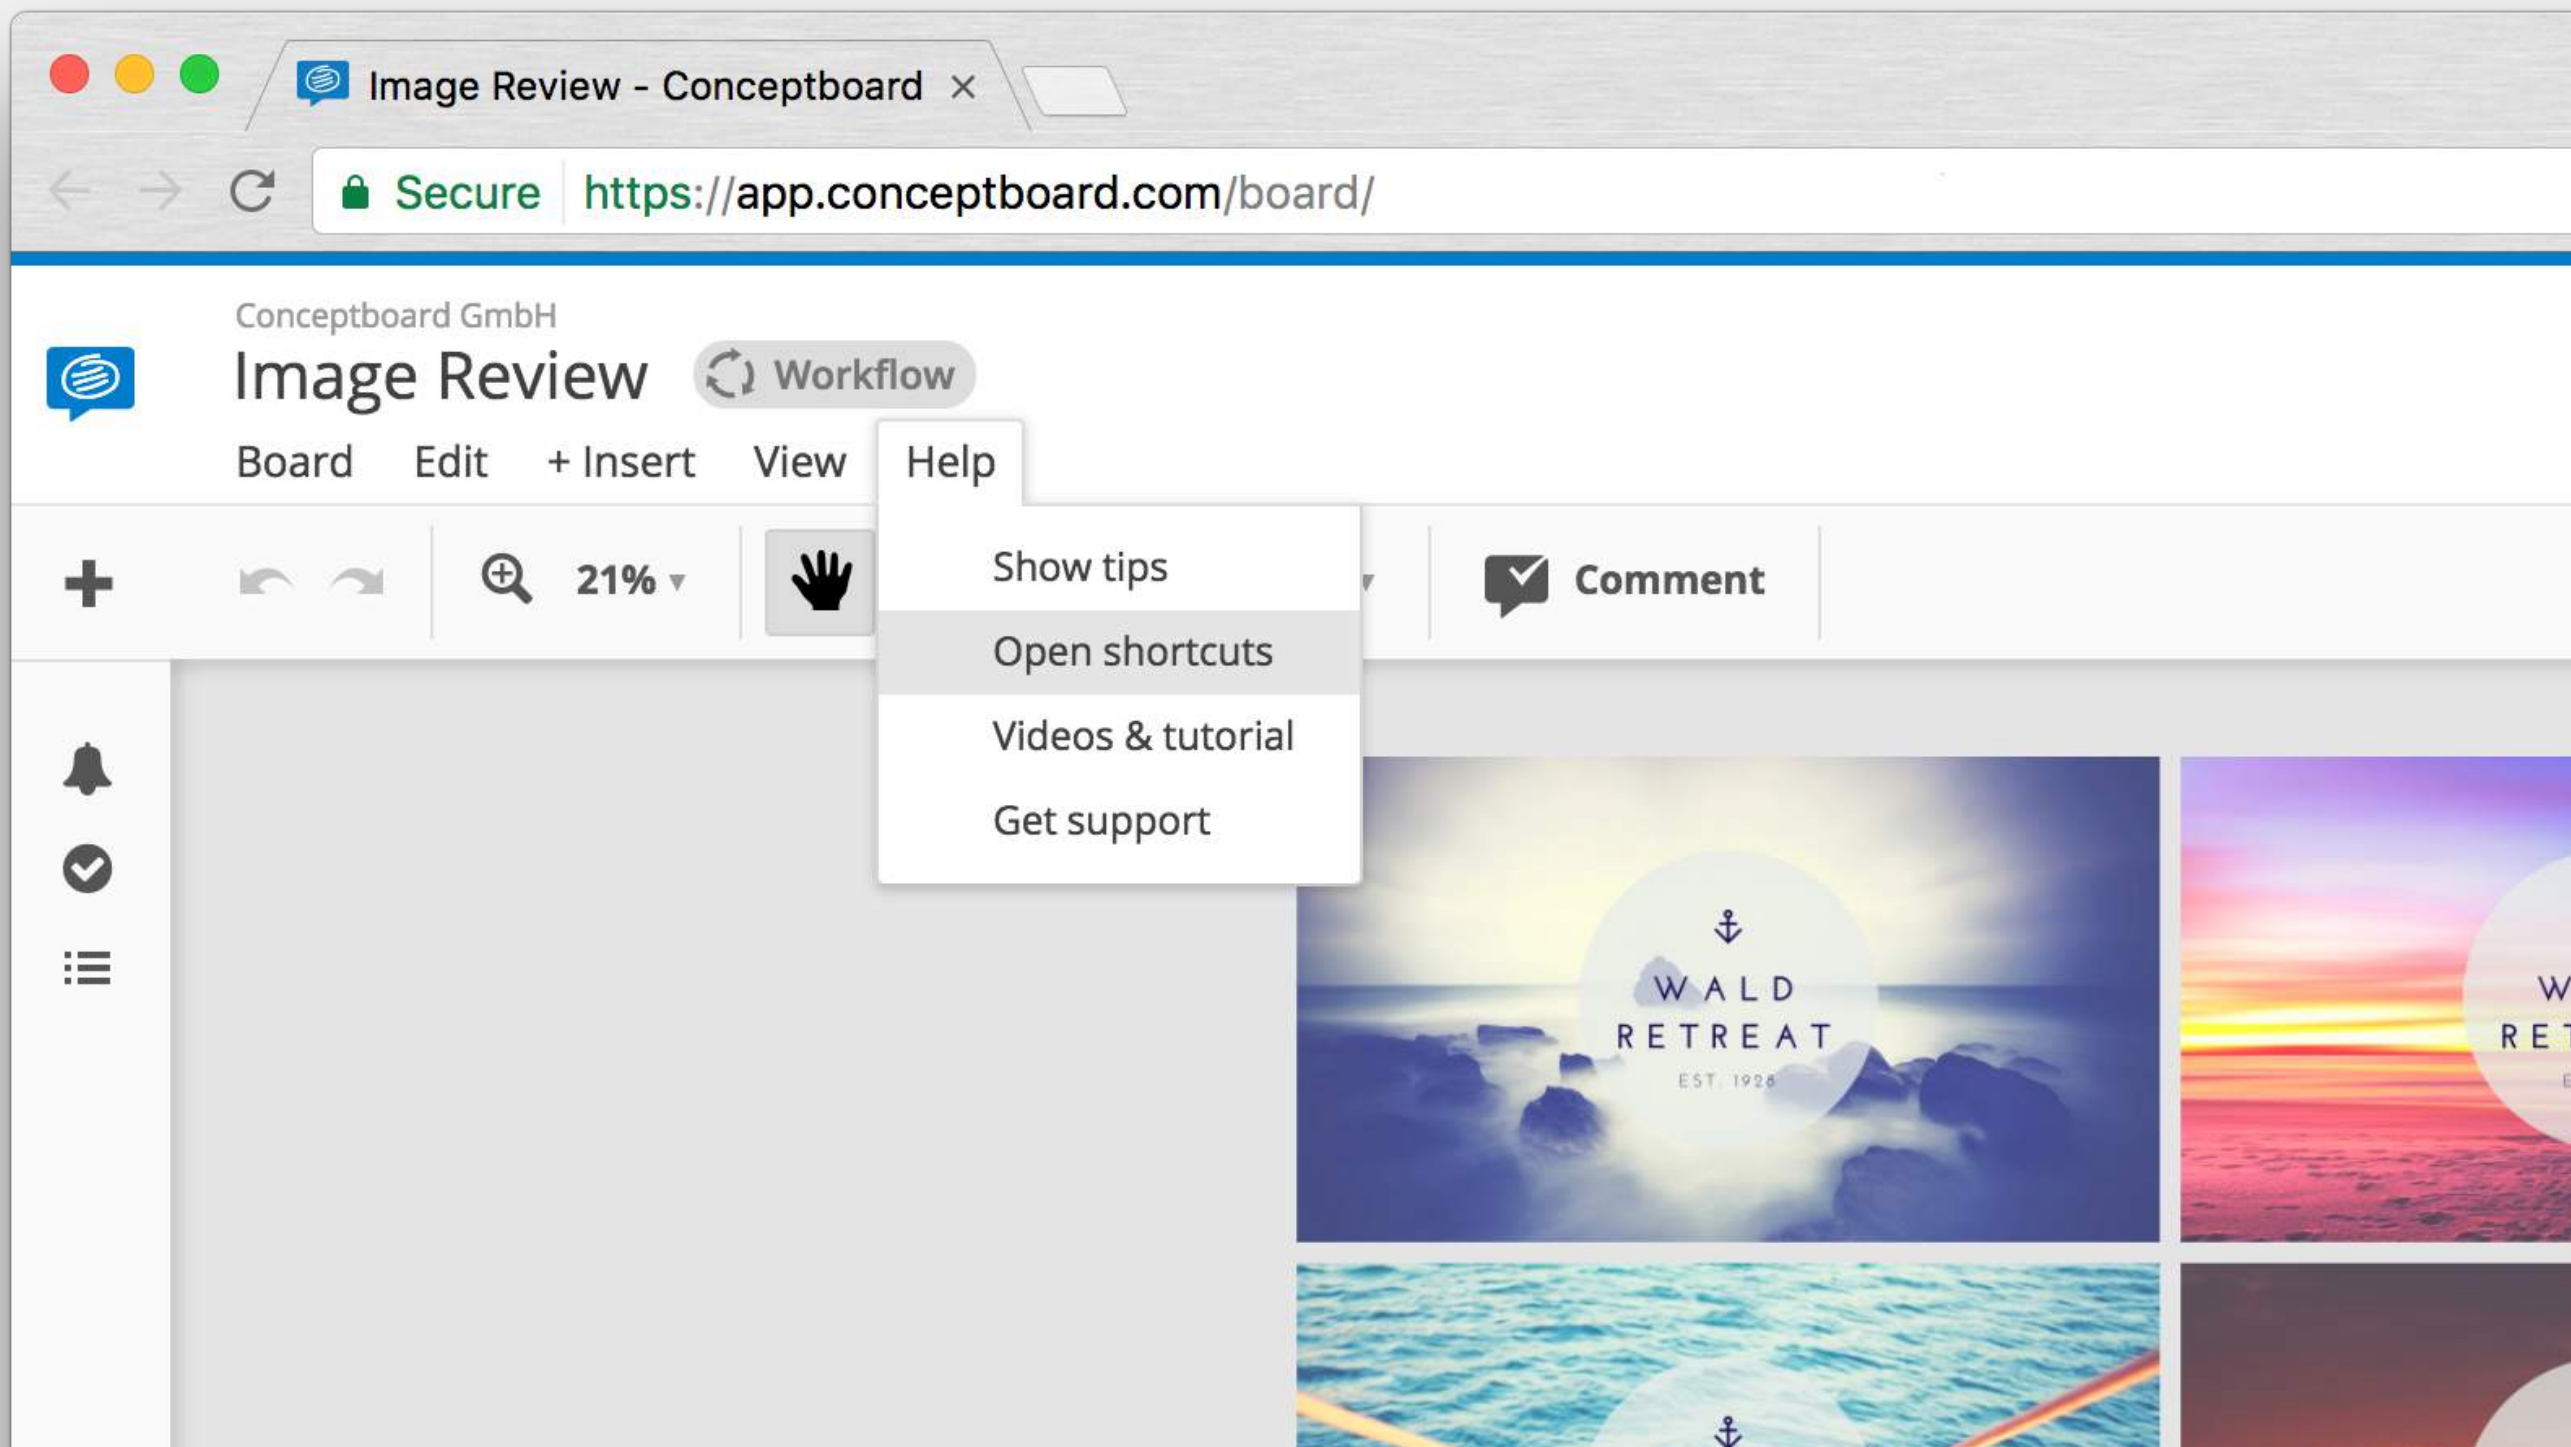 Image Review - Conceptboard
Secure https://app.conceptboard.com/board/
Conceptboard GmbH
Image Review Workflow
Board Edit + Insert View Help
21% Comment
Show tips
Open shortcuts
Videos & tutorial
Get support
WALD
RETREAT
EST. 1928